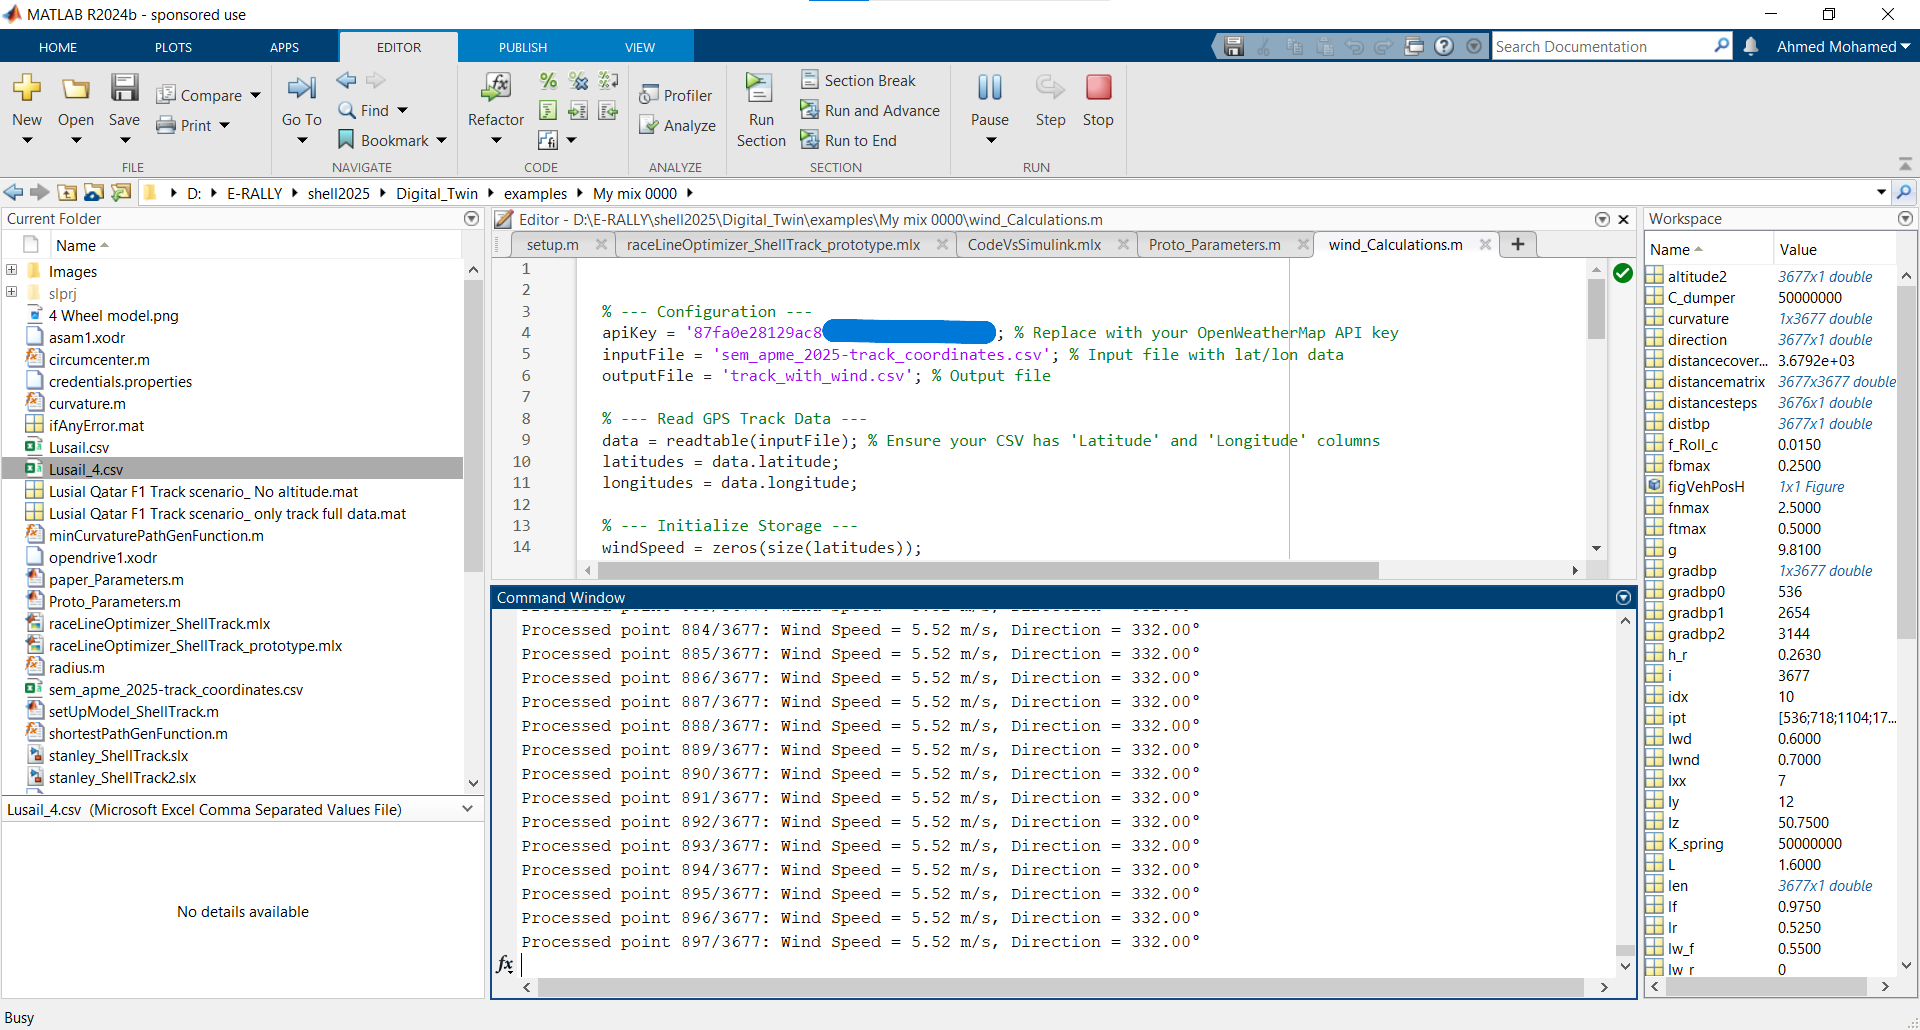 MATLAB R2024b - sponsored use
HOME PLOTS APPS EDITOR PUBLISH VIEW
Search Documentation
Ahmed Mohamed
New Open Save Compare Print
Go To Find Bookmark
Refactor
Profiler Analyze
Run Section
Section Break
Run and Advance
Run to End
Pause Step Stop
FILE NAVIGATE CODE ANALYZE SECTION RUN
D: E-RALLY shell2025 Digital_Twin examples My mix 0000
Current Folder
Name
Images
slprj
4 Wheel model.png
asam1.xodr
circumcenter.m
credentials.properties
curvature.m
ifAnyError.mat
Lusail.csv
Lusail_4.csv
Lusial Qatar F1 Track scenario_ No altitude.mat
Lusial Qatar F1 Track scenario_ only track full data.mat
minCurvaturePathGenFunction.m
opendrive1.xodr
paper_Parameters.m
Proto_Parameters.m
raceLineOptimizer_ShellTrack.mlx
raceLineOptimizer_ShellTrack_prototype.mlx
radius.m
sem_apme_2025-track_coordinates.csv
setUpModel_ShellTrack.m
shortestPathGenFunction.m
stanley_ShellTrack.slx
stanley_ShellTrack2.slx
Lusail_4.csv (Microsoft Excel Comma Separated Values File)
No details available
Editor - D:\E-RALLY\shell2025\Digital_Twin\examples\My mix 0000\wind_Calculations.m
setup.m raceLineOptimizer_ShellTrack_prototype.mlx CodeVsSimulink.mlx Proto_Parameters.m wind_Calculations.m
1
2
3 % --- Configuration ---
4 apiKey = '87fa0e28129ac8 ; % Replace with your OpenWeatherMap API key
5 inputFile = 'sem_apme_2025-track_coordinates.csv'; % Input file with lat/lon data
6 outputFile = 'track_with_wind.csv'; % Output file
7
8 % --- Read GPS Track Data ---
9 data = readtable(inputFile); % Ensure your CSV has 'Latitude' and 'Longitude' columns
10 latitudes = data.latitude;
11 longitudes = data.longitude;
12
13 % --- Initialize Storage ---
14 windSpeed = zeros(size(latitudes));
Command Window
Processed point 884/3677: Wind Speed = 5.52 m/s, Direction = 332.00°
Processed point 885/3677: Wind Speed = 5.52 m/s, Direction = 332.00°
Processed point 886/3677: Wind Speed = 5.52 m/s, Direction = 332.00°
Processed point 887/3677: Wind Speed = 5.52 m/s, Direction = 332.00°
Processed point 888/3677: Wind Speed = 5.52 m/s, Direction = 332.00°
Processed point 889/3677: Wind Speed = 5.52 m/s, Direction = 332.00°
Processed point 890/3677: Wind Speed = 5.52 m/s, Direction = 332.00°
Processed point 891/3677: Wind Speed = 5.52 m/s, Direction = 332.00°
Processed point 892/3677: Wind Speed = 5.52 m/s, Direction = 332.00°
Processed point 893/3677: Wind Speed = 5.52 m/s, Direction = 332.00°
Processed point 894/3677: Wind Speed = 5.52 m/s, Direction = 332.00°
Processed point 895/3677: Wind Speed = 5.52 m/s, Direction = 332.00°
Processed point 896/3677: Wind Speed = 5.52 m/s, Direction = 332.00°
Processed point 897/3677: Wind Speed = 5.52 m/s, Direction = 332.00°
fx
Workspace
Name Value
altitude2 3677x1 double
C_dumper 50000000
curvature 1x3677 double
direction 3677x1 double
distancecover... 3.6792e+03
distancematrix 3677x3677 double
distancesteps 3676x1 double
distbp 3677x1 double
f_Roll_c 0.0150
fbmax 0.2500
figVehPosH 1x1 Figure
fnmax 2.5000
ftmax 0.5000
g 9.8100
gradbp 1x3677 double
gradbp0 536
gradbp1 2654
gradbp2 3144
h_r 0.2630
i 3677
idx 10
ipt [536;718;1104;17...
Iwd 0.6000
Iwnd 0.7000
Ixx 7
Iy 12
Iz 50.7500
K_spring 50000000
L 1.6000
len 3677x1 double
lf 0.9750
lr 0.5250
lw_f 0.5500
lw_r 0
Busy